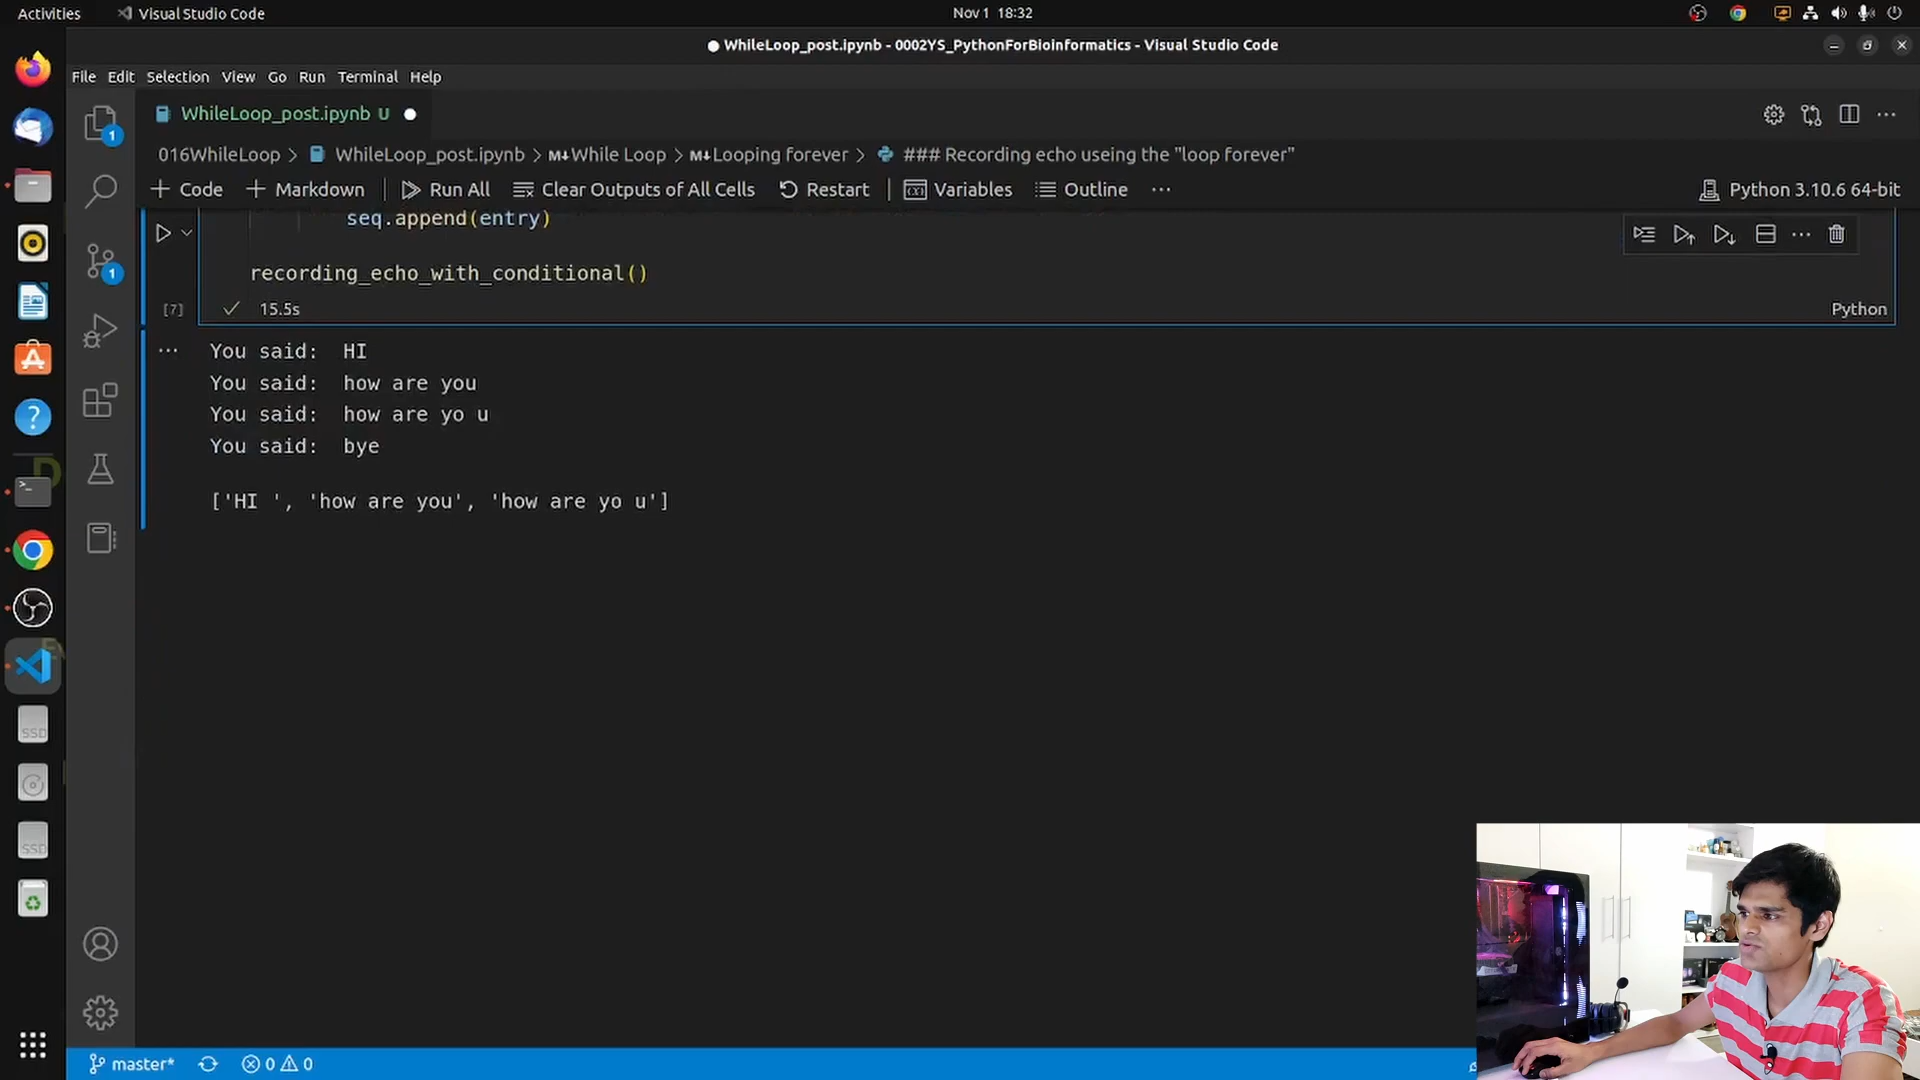 Activities
Visual Studio Code
Nov 1 18:32
WhileLoop_post.ipynb - 0002YS_PythonForBioinformatics - Visual Studio Code
File Edit Selection View Go Run Terminal Help
WhileLoop_post.ipynb U
016WhileLoop > WhileLoop_post.ipynb > M↓While Loop > M↓Looping forever > ### Recording echo useing the "loop forever"
+ Code + Markdown Run All Clear Outputs of All Cells Restart Variables Outline ...
Python 3.10.6 64-bit
seq.append(entry)
recording_echo_with_conditional()
[7] 15.5s
Python
You said: HI
You said: how are you
You said: how are yo u
You said: bye
['HI ', 'how are you', 'how are yo u']
1
1
SSD
SSD
master* 0 0